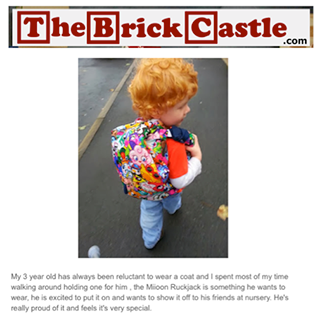 TheBrickCastle
.com
My 3 year old has always been reluctant to wear a coat and I spent most of my time
walking around holding one for him , the Miioon Ruckjack is something he wants to
wear, he is excited to put it on and wants to show it off to his friends at nursery. He's
really proud of it and feels it's very special.